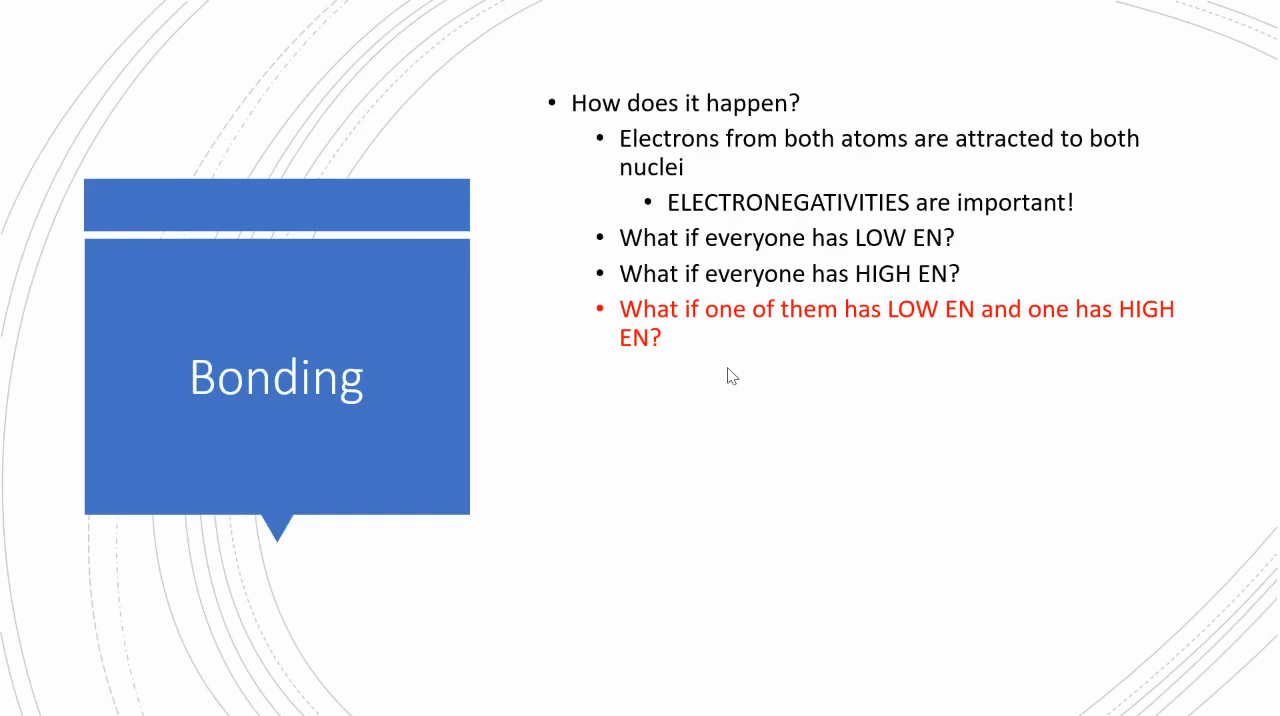 Bonding
• How does it happen?
• Electrons from both atoms are attracted to both
nuclei
• ELECTRONEGATIVITIES are important!
• What if everyone has LOW EN?
• What if everyone has HIGH EN?
• What if one of them has LOW EN and one has HIGH
EN?